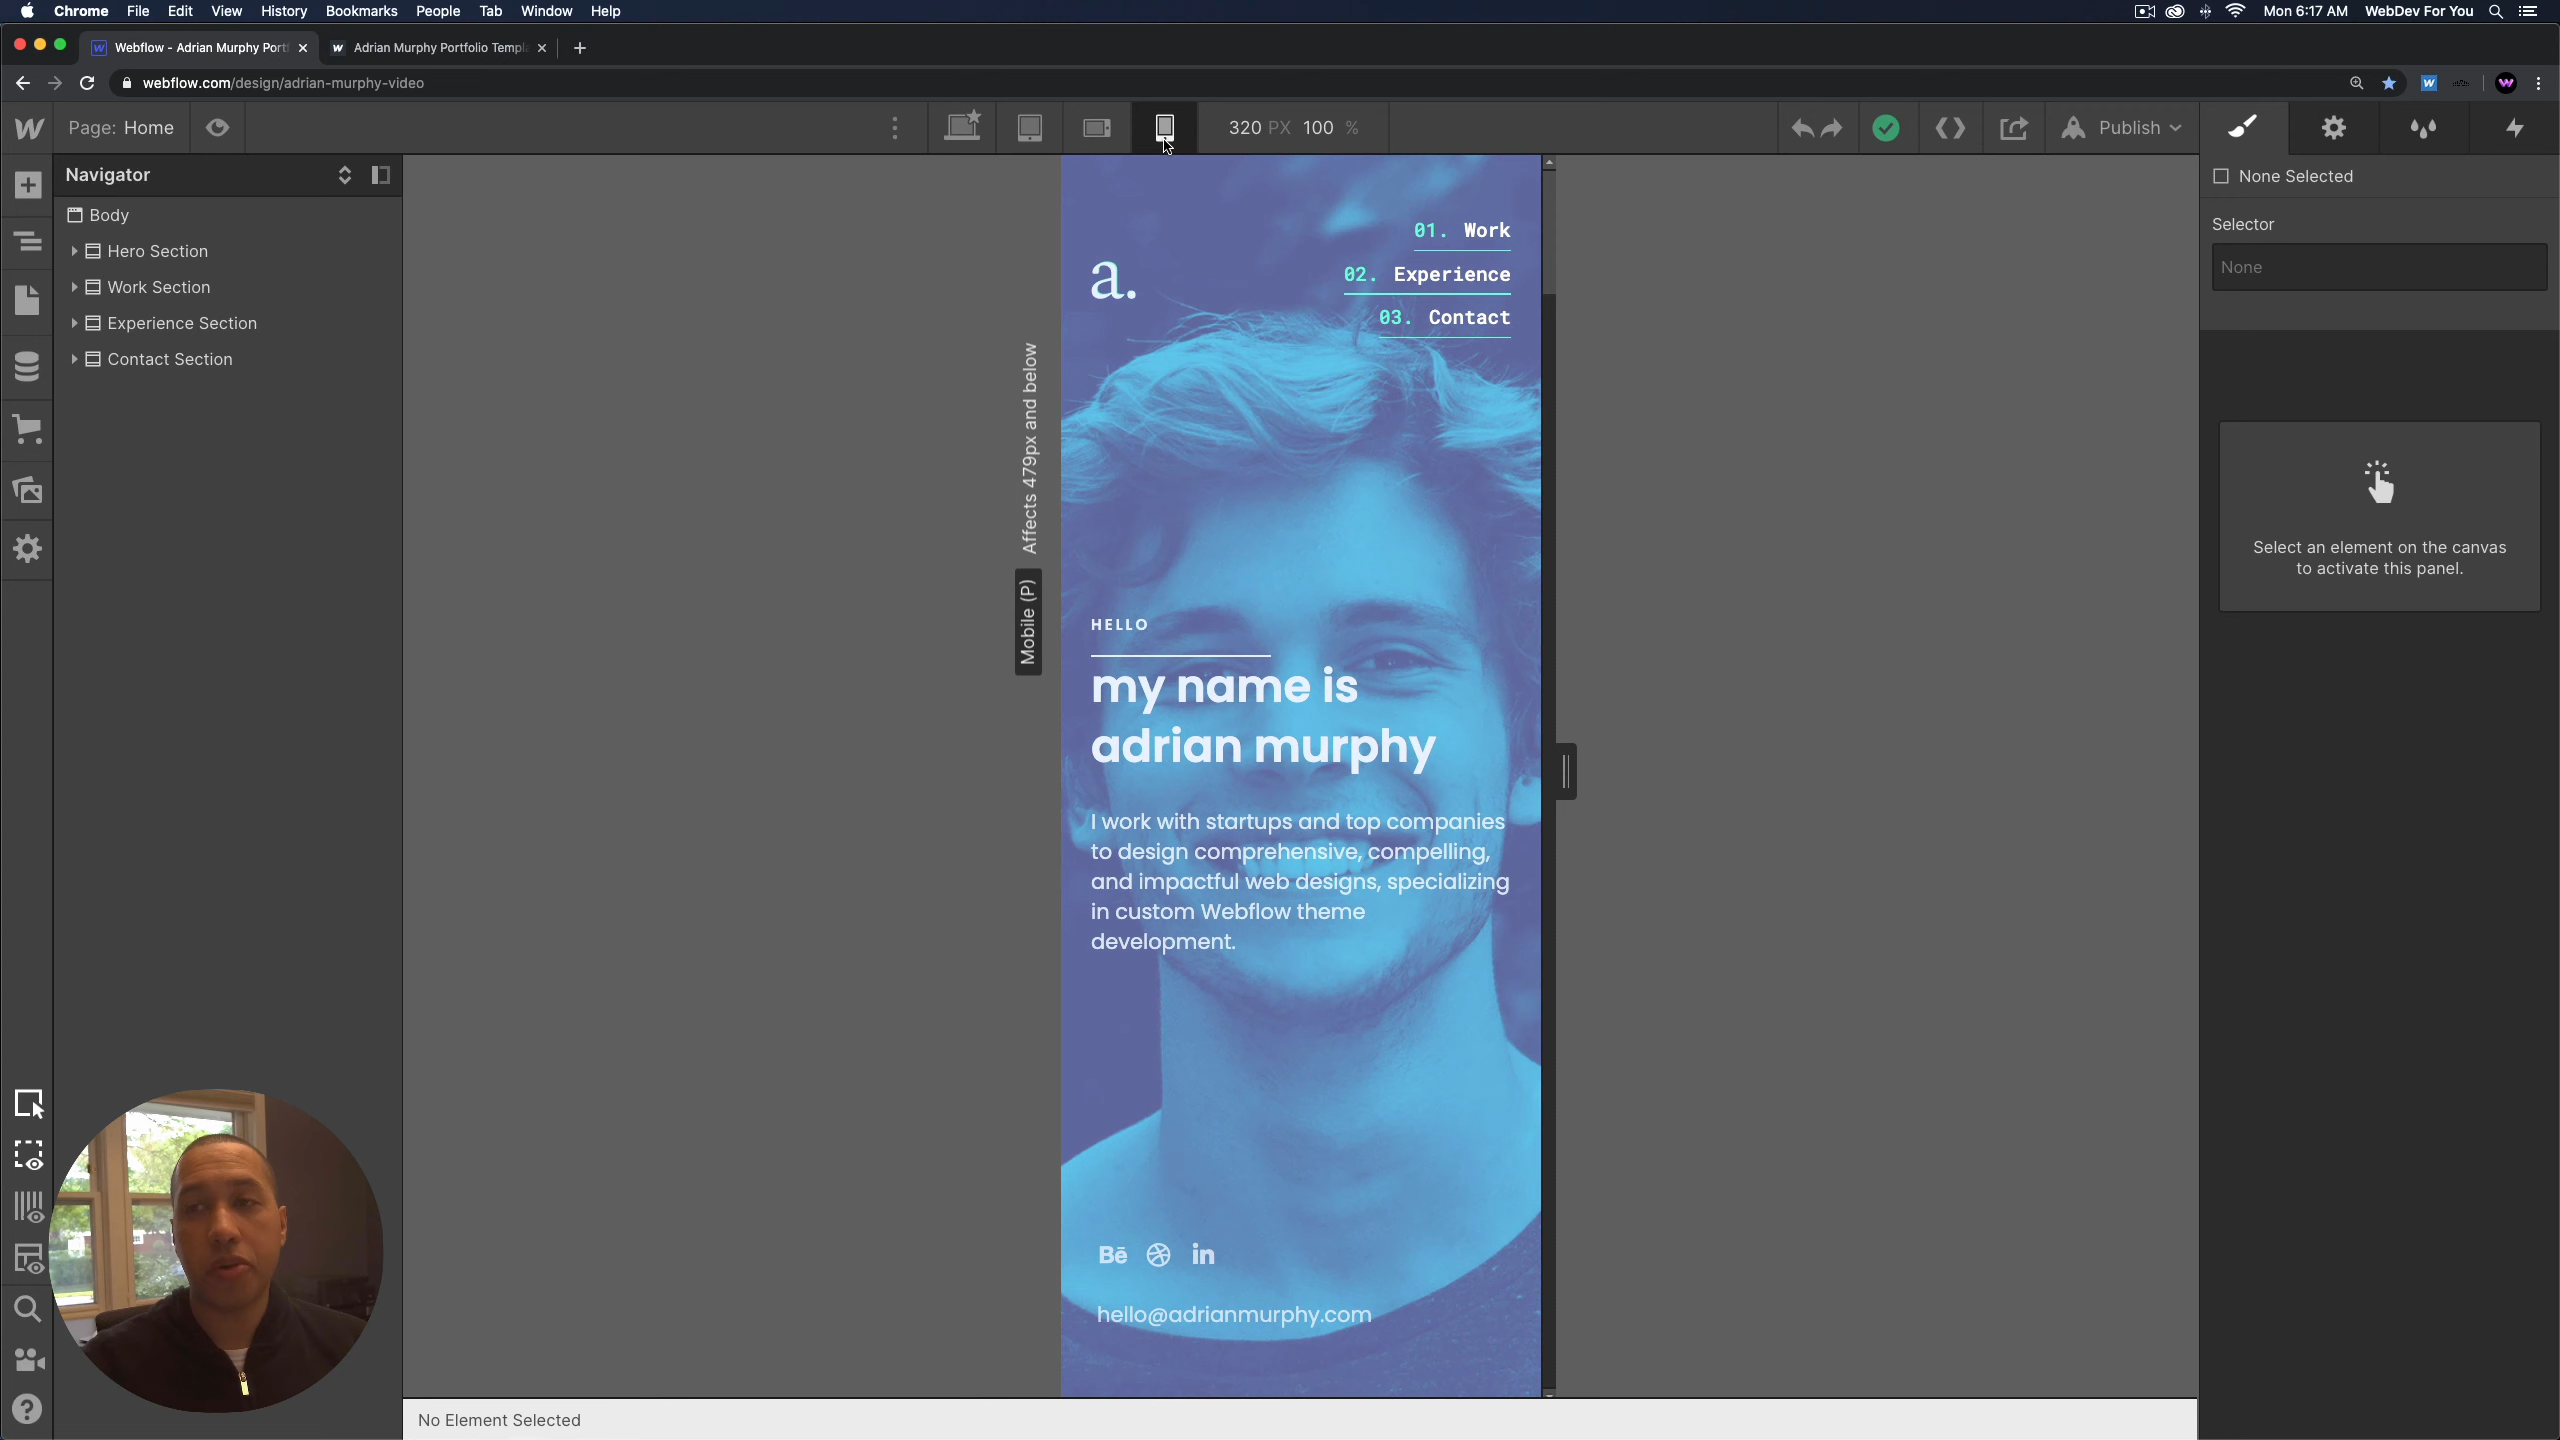 Chrome File Edit View History Bookmarks People Tab Window Help
Mon 6:17 AM WebDev For You
Webflow - Adrian Murphy Portf
Adrian Murphy Portfolio Templ
webflow.com/design/adrian-murphy-video
Page: Home
320 PX 100 %
Publish
Navigator
Body
Hero Section
Work Section
Experience Section
Contact Section
None Selected
Selector
None
Select an element on the canvas
to activate this panel.
Affects 479px and below
Mobile (P)
01. Work
02. Experience
03. Contact
a.
HELLO
my name is
adrian murphy
I work with startups and top companies
to design comprehensive, compelling,
and impactful web designs, specializing
in custom Webflow theme
development.
Bē in
hello@adrianmurphy.com
No Element Selected